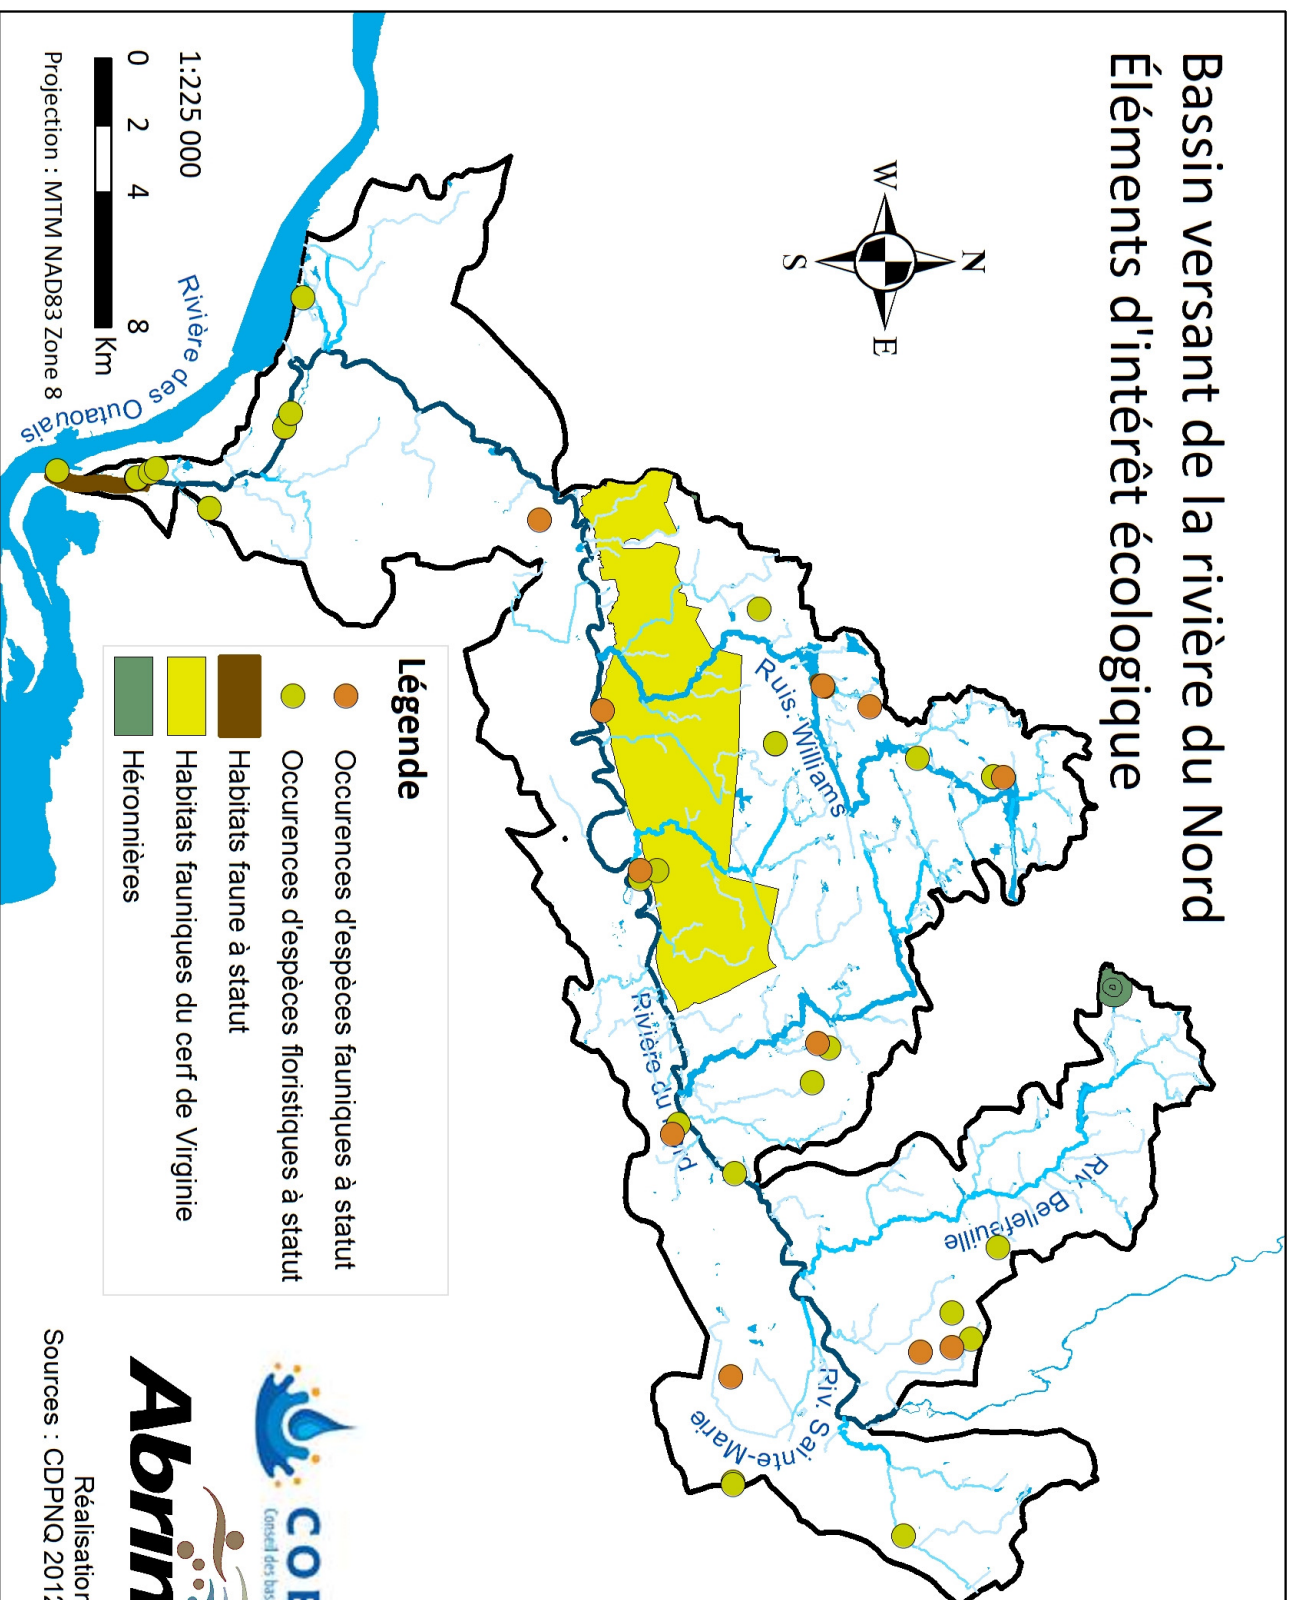 Bassin versant de la rivière du Nord
Éléments d'intérêt écologique
N
W
E
S
Ruis. Williams
Rivière du Nord
Riv. Bellefeuille
Riv. Sainte-Marie
Rivière des Outaouais
1:225 000
0 2 4 8
Km
Projection : MTM NAD83 Zone 8
Légende
Occurences d'espèces fauniques à statut
Occurences d'espèces floristiques à statut
Habitats faune à statut
Habitats fauniques du cerf de Virginie
Héronnières
Conseil des bas
Abrin
Réalisation
Sources : CDPNQ 2012